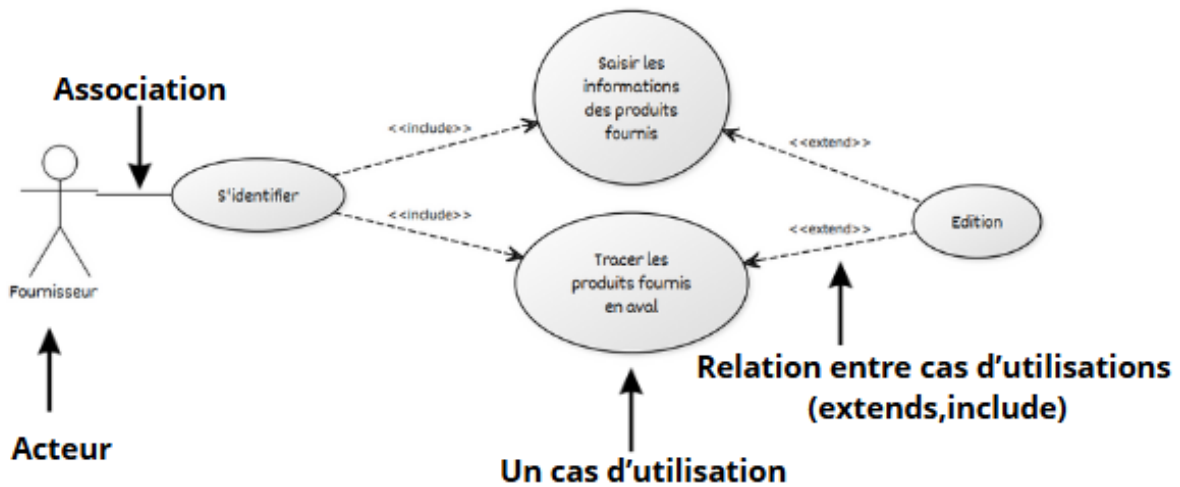 Saisir les
informations
des produits
fournis
Association
<<include>>
<<extend>>
S'identifier
<<include>>
<<extend>>
Edition
Tracer les
produits fournis
en aval
Fournisseur
Relation entre cas d'utilisations
(extends,include)
Acteur
Un cas d'utilisation